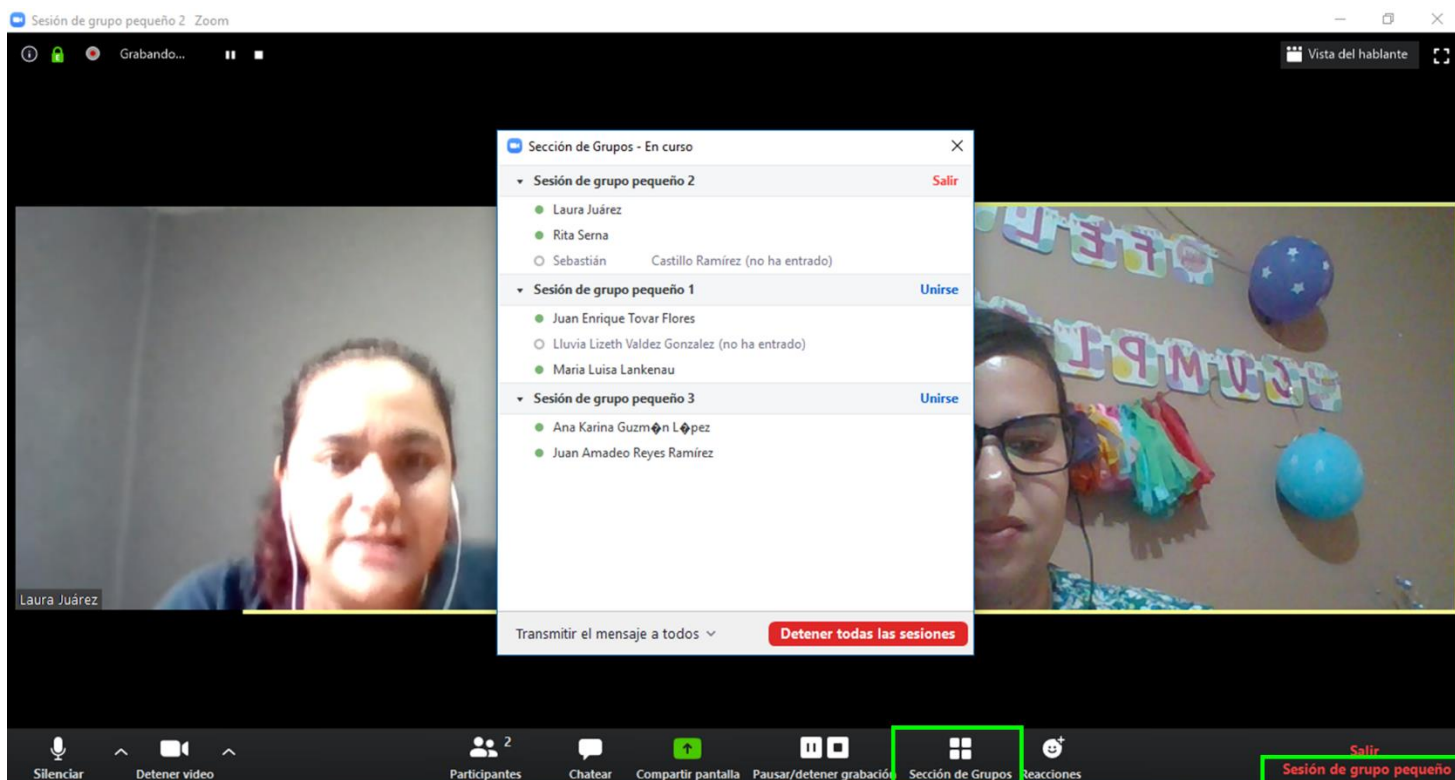 Sesión de grupo pequeño 2 Zoom
Grabando...
Vista del hablante
Sección de Grupos - En curso
Sesión de grupo pequeño 2 Salir
Laura Juárez
Rita Serna
Sebastián Castillo Ramírez (no ha entrado)
Sesión de grupo pequeño 1 Unirse
Juan Enrique Tovar Flores
Lluvia Lizeth Valdez Gonzalez (no ha entrado)
Maria Luisa Lankenau
Sesión de grupo pequeño 3 Unirse
Ana Karina Guzm�n L�pez
Juan Amadeo Reyes Ramírez
Transmitir el mensaje a todos Detener todas las sesiones
Laura Juárez
Silenciar Detener video Participantes 2 Chatear Compartir pantalla Pausar/detener grabación Sección de Grupos Reacciones
Salir
Sesión de grupo pequeño